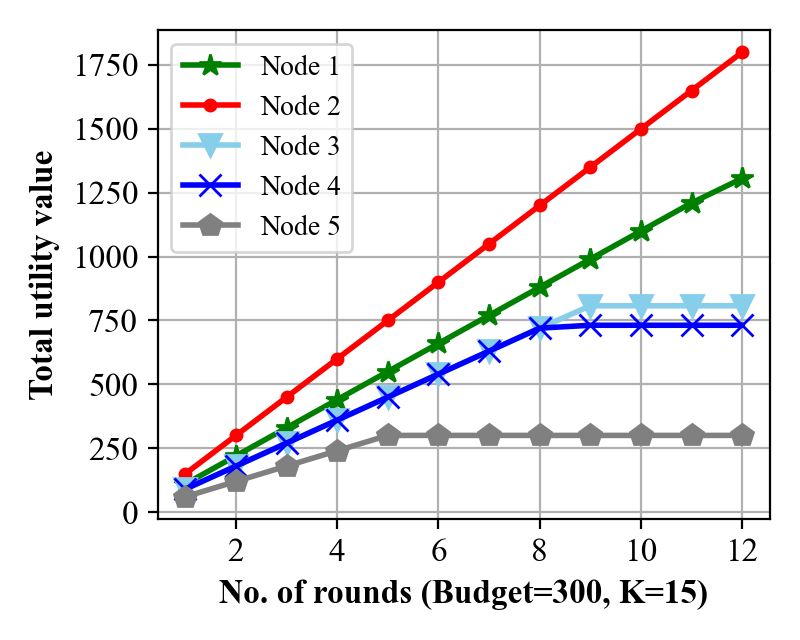 1750
1500
1250
1000
750
500
250
0
Total utility value
Node 1
Node 2
Node 3
Node 4
Node 5
2 4 6 8 10 12
No. of rounds (Budget=300, K=15)